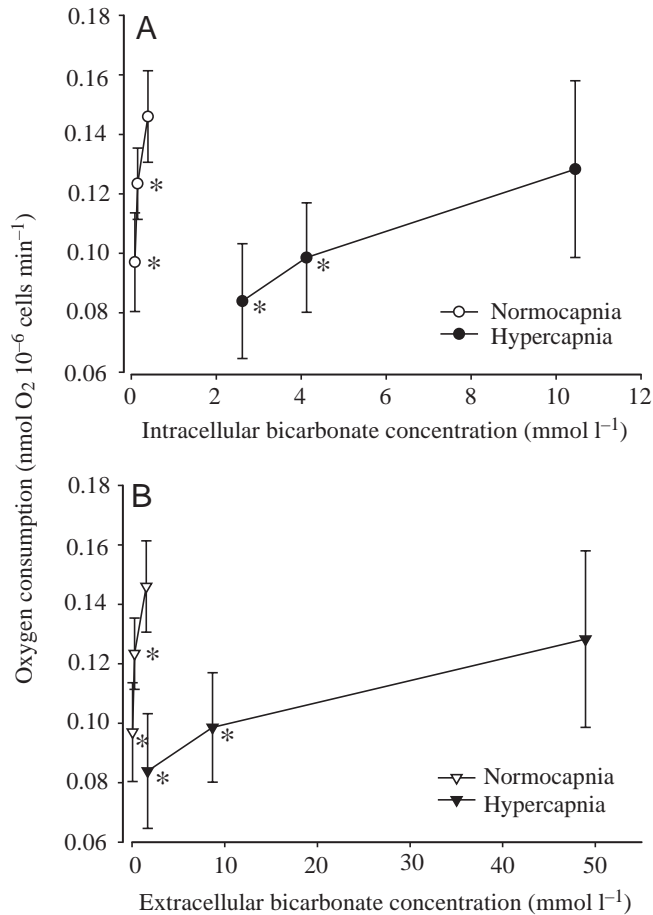 A
0.18
0.16
0.14
0.12
0.10
0.08
0.06
* * * *
Normocapnia
Hypercapnia
0 2 4 6 8 10 12
Intracellular bicarbonate concentration (mmol l⁻¹)
Oxygen consumption (nmol O₂ 10⁻⁶ cells min⁻¹)
B
0.18
0.16
0.14
0.12
0.10
0.08
0.06
* * * *
Normocapnia
Hypercapnia
0 10 20 30 40 50
Extracellular bicarbonate concentration (mmol l⁻¹)